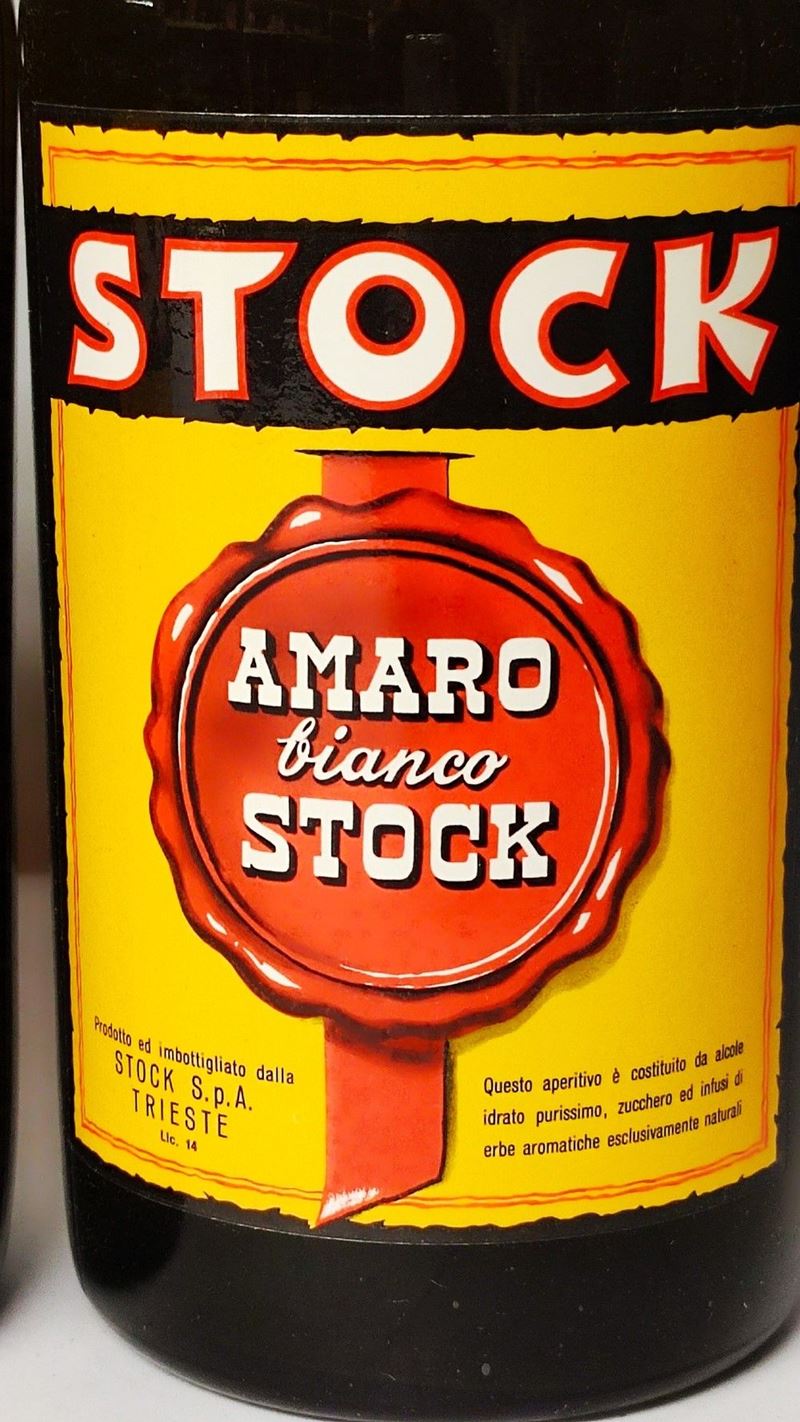 STOCK
AMARO
bianco
STOCK
Prodotto ed imbottigliato dalla
STOCK S.p.A.
TRIESTE
Lic. 14
Questo aperitivo è costituito da alcole
idrato purissimo, zucchero ed infusi di
erbe aromatiche esclusivamente naturali